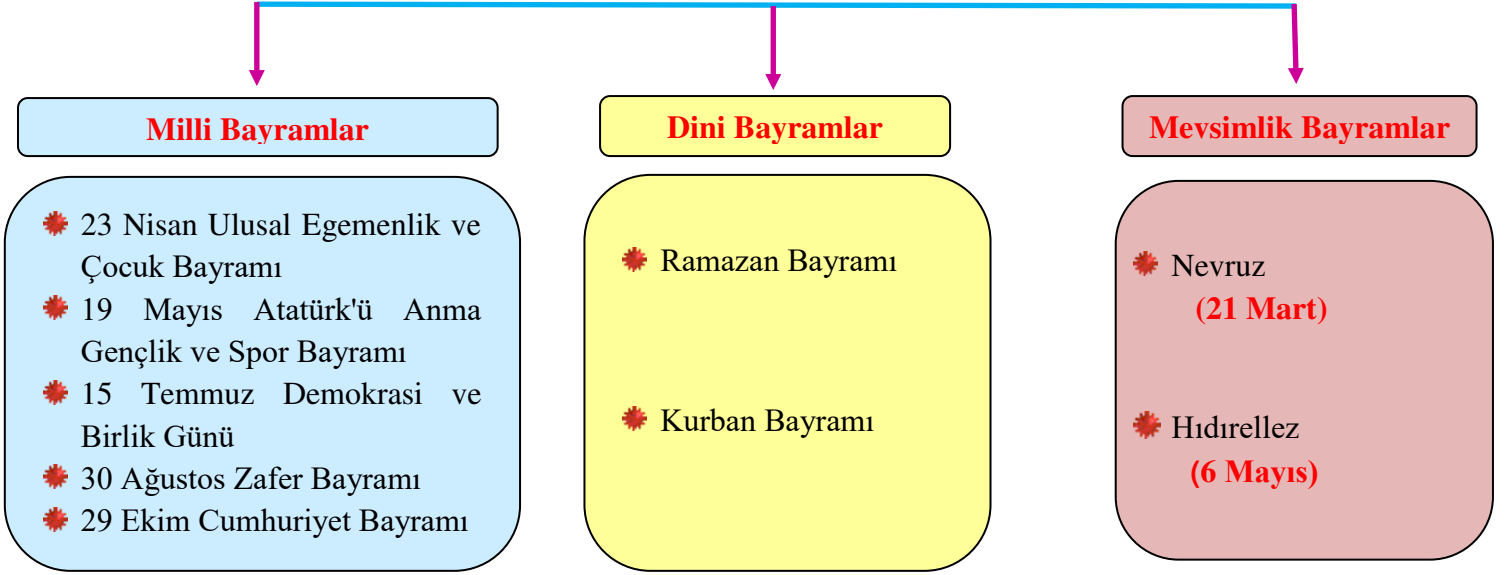 Milli Bayramlar
23 Nisan Ulusal Egemenlik ve
Çocuk Bayramı
19 Mayıs Atatürk'ü Anma
Gençlik ve Spor Bayramı
15 Temmuz Demokrasi ve
Birlik Günü
30 Ağustos Zafer Bayramı
29 Ekim Cumhuriyet Bayramı
Dini Bayramlar
Ramazan Bayramı
Kurban Bayramı
Mevsimlik Bayramlar
Nevruz
(21 Mart)
Hıdırellez
(6 Mayıs)